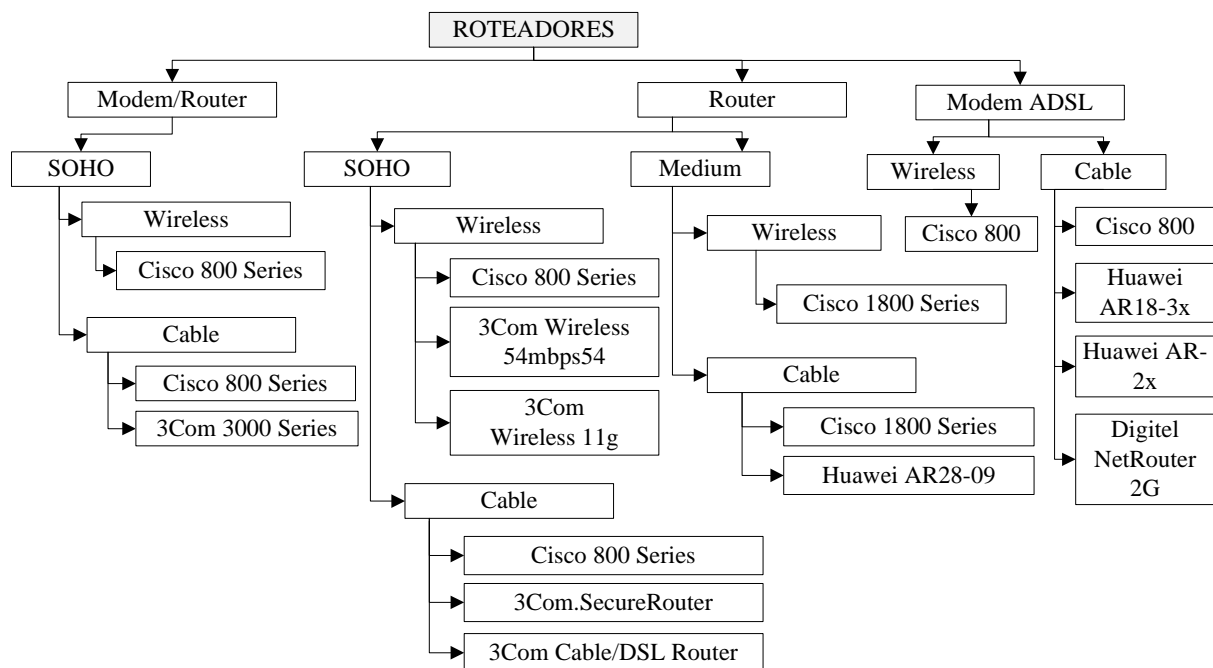 ROTEADORES
Modem/Router
SOHO
Wireless
Cisco 800 Series
Cable
Cisco 800 Series
3Com 3000 Series
Router
SOHO
Wireless
Cisco 800 Series
3Com Wireless
54mbps54
3Com
Wireless 11g
Cable
Cisco 800 Series
3Com.SecureRouter
3Com Cable/DSL Router
Medium
Wireless
Cisco 1800 Series
Cable
Cisco 1800 Series
Huawei AR28-09
Modem ADSL
Wireless
Cisco 800
Cable
Cisco 800
Huawei
AR18-3x
Huawei AR-
2x
Digitel
NetRouter
2G